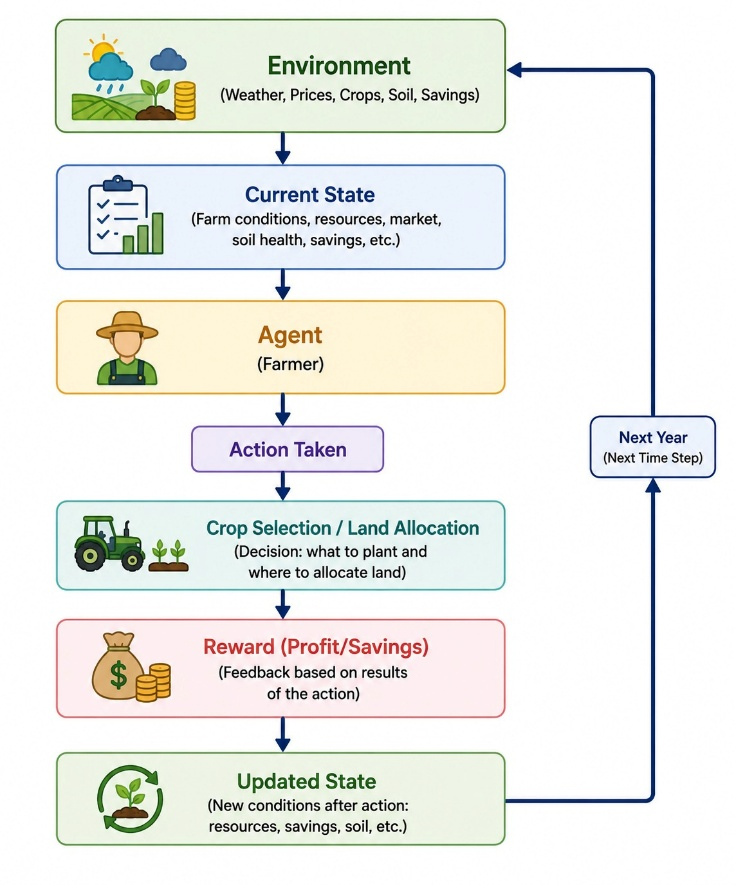 Environment
(Weather, Prices, Crops, Soil, Savings)
Current State
(Farm conditions, resources, market,
soil health, savings, etc.)
Agent
(Farmer)
Action Taken
Next Year
(Next Time Step)
Crop Selection / Land Allocation
(Decision: what to plant and
where to allocate land)
Reward (Profit/Savings)
(Feedback based on results
of the action)
$
Updated State
(New conditions after action:
resources, savings, soil, etc.)